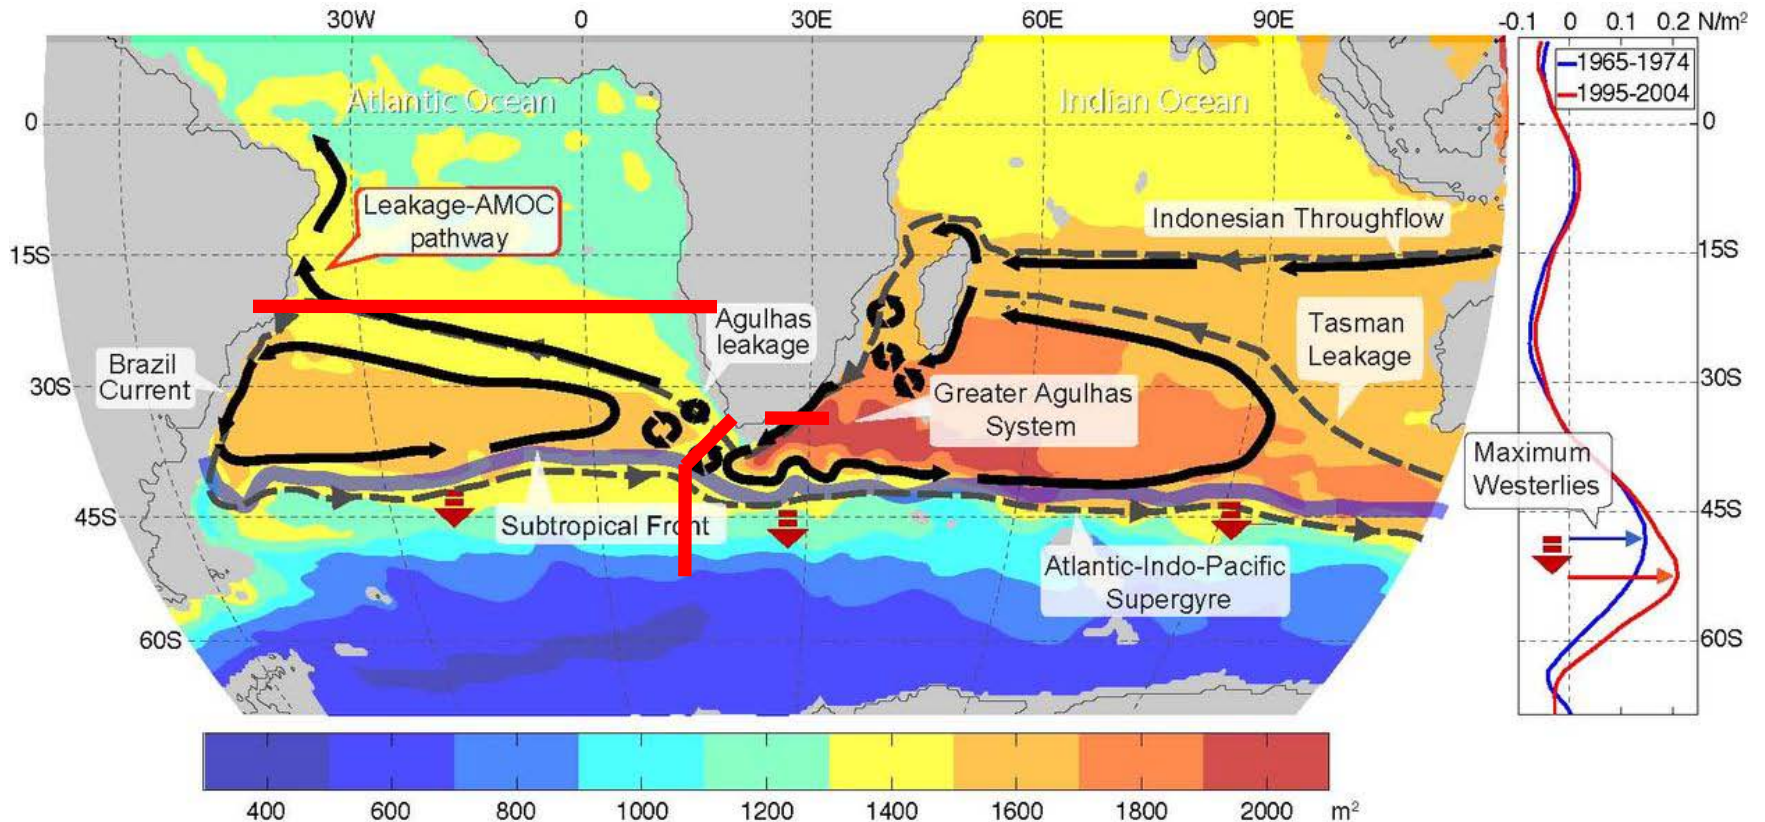 30W 0 30E 60E 90E
-0.1 0 0.1 0.2 N/m²
1965-1974
1995-2004
Atlantic Ocean
Indian Ocean
0
0
Leakage-AMOC
pathway
Indonesian Throughflow
15S
15S
Agulhas
leakage
Tasman
Leakage
Brazil
Current
30S
30S
Greater Agulhas
System
Maximum
Westerlies
45S
45S
Subtropical Front
Atlantic-Indo-Pacific
Supergyre
60S
60S
400 600 800 1000 1200 1400 1600 1800 2000 m²